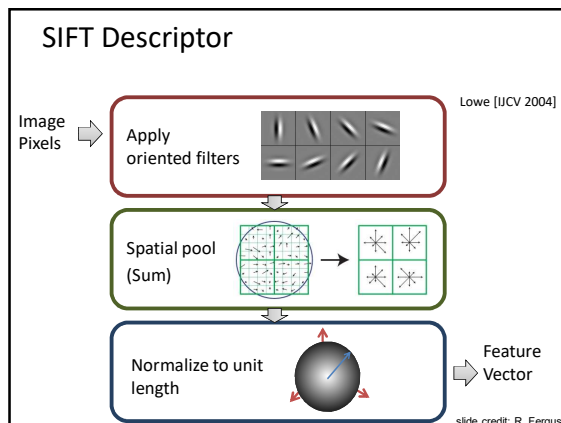 SIFT Descriptor
Lowe [IJCV 2004]
Image
Pixels
Apply
oriented filters
Spatial pool
(Sum)
Normalize to unit
length
Feature
Vector
slide credit: R. Fergus